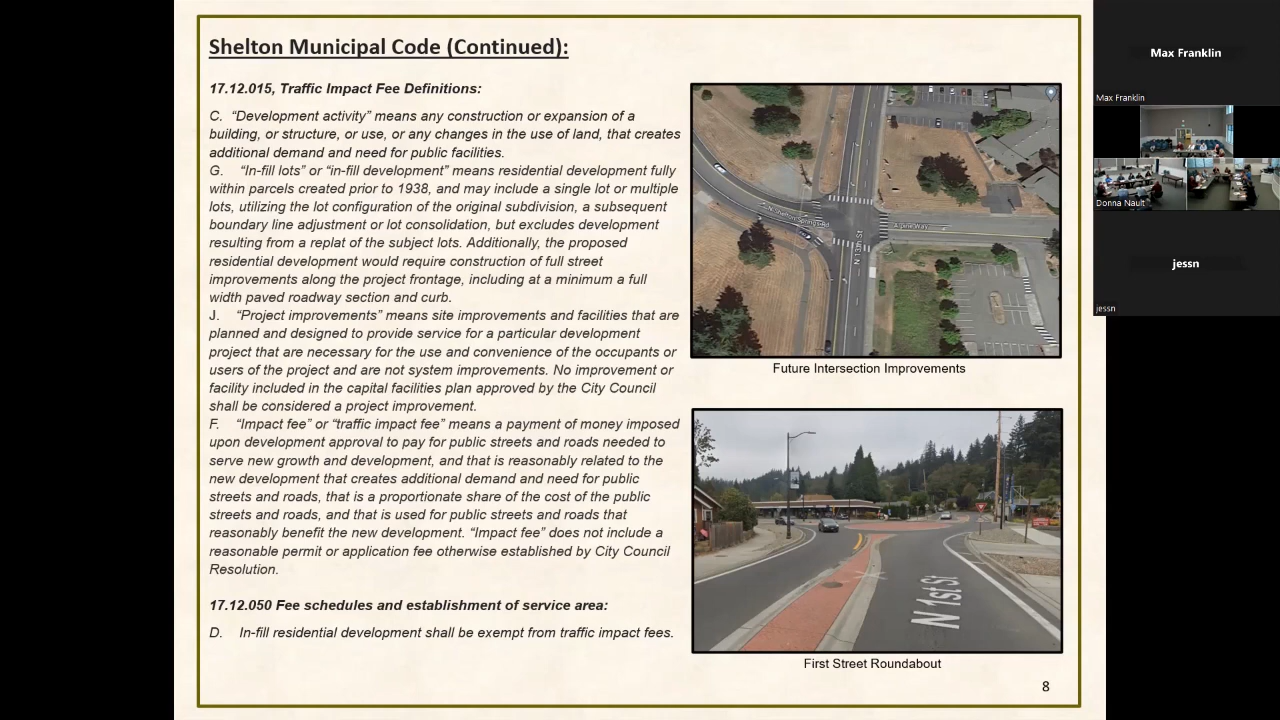 Shelton Municipal Code (Continued):
17.12.015, Traffic Impact Fee Definitions:
C. “Development activity” means any construction or expansion of a
building, or structure, or use, or any changes in the use of land, that creates
additional demand and need for public facilities.
G. “In-fill lots” or “in-fill development” means residential development fully
within parcels created prior to 1938, and may include a single lot or multiple
lots, utilizing the lot configuration of the original subdivision, a subsequent
boundary line adjustment or lot consolidation, but excludes development
resulting from a replat of the subject lots. Additionally, the proposed
residential development would require construction of full street
improvements along the project frontage, including at a minimum a full
width paved roadway section and curb.
J. “Project improvements” means site improvements and facilities that are
planned and designed to provide service for a particular development
project that are necessary for the use and convenience of the occupants or
users of the project and are not system improvements. No improvement or
facility included in the capital facilities plan approved by the City Council
shall be considered a project improvement.
F. “Impact fee” or “traffic impact fee” means a payment of money imposed
upon development approval to pay for public streets and roads needed to
serve new growth and development, and that is reasonably related to the
new development that creates additional demand and need for public
streets and roads, that is a proportionate share of the cost of the public
streets and roads, and that is used for public streets and roads that
reasonably benefit the new development. “Impact fee” does not include a
reasonable permit or application fee otherwise established by City Council
Resolution.
17.12.050 Fee schedules and establishment of service area:
D. In-fill residential development shall be exempt from traffic impact fees.
N Shelton Springs Rd
N 13th St
Alpine Way
Future Intersection Improvements
N 1st St
First Street Roundabout
8
Max Franklin
Max Franklin
Donna Nault
jessn
jessn